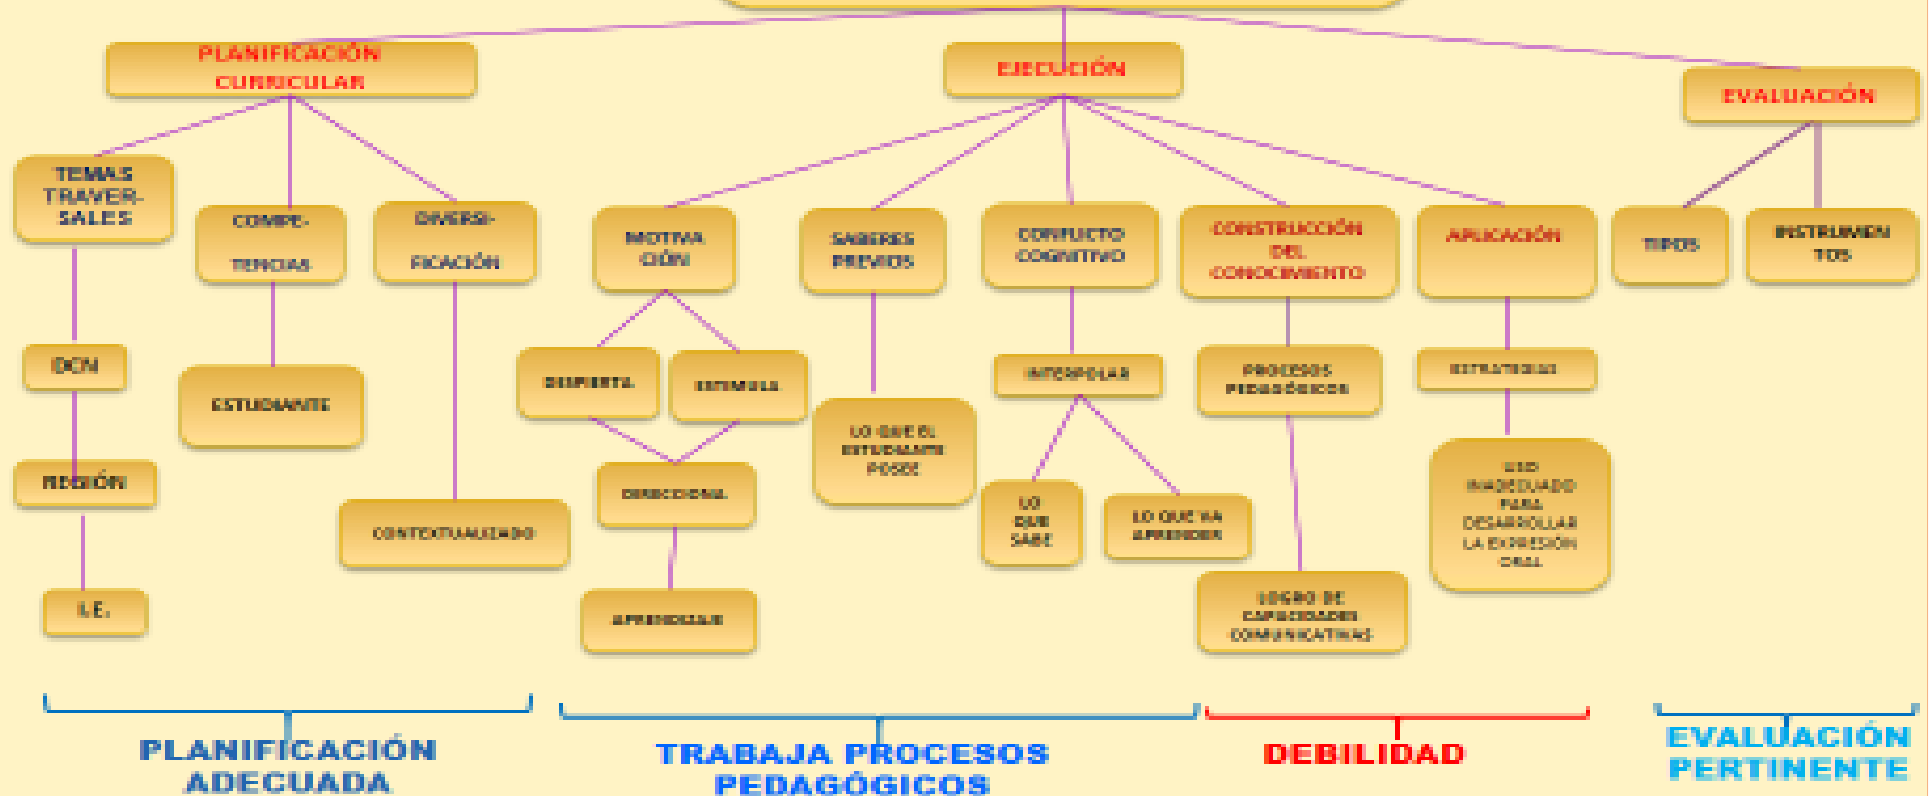 PLANIFICACIÓN
CURRICULAR
EJECUCIÓN
EVALUACIÓN
TEMAS
TRAVER-
SALES
COMPE-
TENCIAS
DIVERSI-
FICACIÓN
MOTIVA
CIÓN
SABERES
PREVIOS
CONFLICTO
COGNITIVO
CONSTRUCCIÓN
DEL
CONOCIMIENTO
APLICACIÓN
TIPOS
INSTRUMEN
TOS
DCN
ESTUDIANTE
DESPIERTA
ESTIMULA
INTERPOLAR
PROCESOS
PEDAGÓGICOS
ESTRATEGIAS
LO QUE EL
ESTUDIANTE
POSEE
REGIÓN
CONTEXTUALIZADO
DIRECCIONA
LO
QUE
SABE
LO QUE VA
APRENDER
USO
INADECUADO
PARA
DESARROLLAR
LA EXPRESIÓN
ORAL
I.E.
APRENDIZAJE
LOGRO DE
CAPACIDADES
COMUNICATIVAS
PLANIFICACIÓN
ADECUADA
TRABAJA PROCESOS
PEDAGÓGICOS
DEBILIDAD
EVALUACIÓN
PERTINENTE